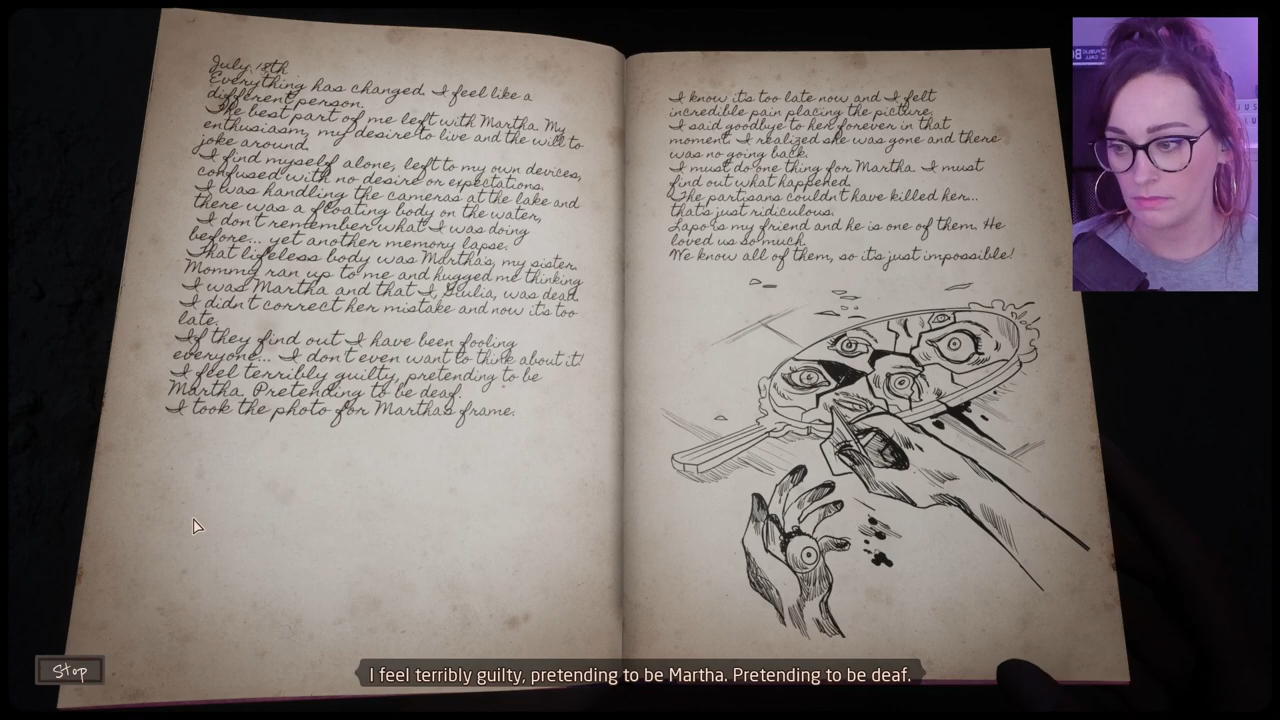 July 18th
Everything has changed. I feel like a
different person.
The best part of me left with Martha. My
enthusiasm, my desire to live and the will to
joke around.
I find myself alone, left to my own devices,
confused with no desire or expectations.
I was handling the cameras at the lake and
there was a floating body on the water,
I don't remember what I was doing
before... yet another memory lapse.
That lifeless body was Martha's, my sister.
Mommy ran up to me and hugged me thinking
I was Martha and that I, Giulia, was dead.
I didn't correct her mistake and now it's too
late.
If they find out I have been fooling
everyone... I don't even want to think about it!
I feel terribly guilty, pretending to be
Martha. Pretending to be deaf.
I took the photo for Martha's frame.
I know it's too late now and I felt
incredible pain placing the picture.
I said goodbye to her forever in that
moment. I realized she was gone and there
was no going back.
I must do one thing for Martha. I must
find out what happened.
The partisans couldn't have killed her...
that's just ridiculous.
Lapo is my friend and he is one of them. He
loved us so much.
We know all of them, so it's just impossible!
Stop
I feel terribly guilty, pretending to be Martha. Pretending to be deaf.